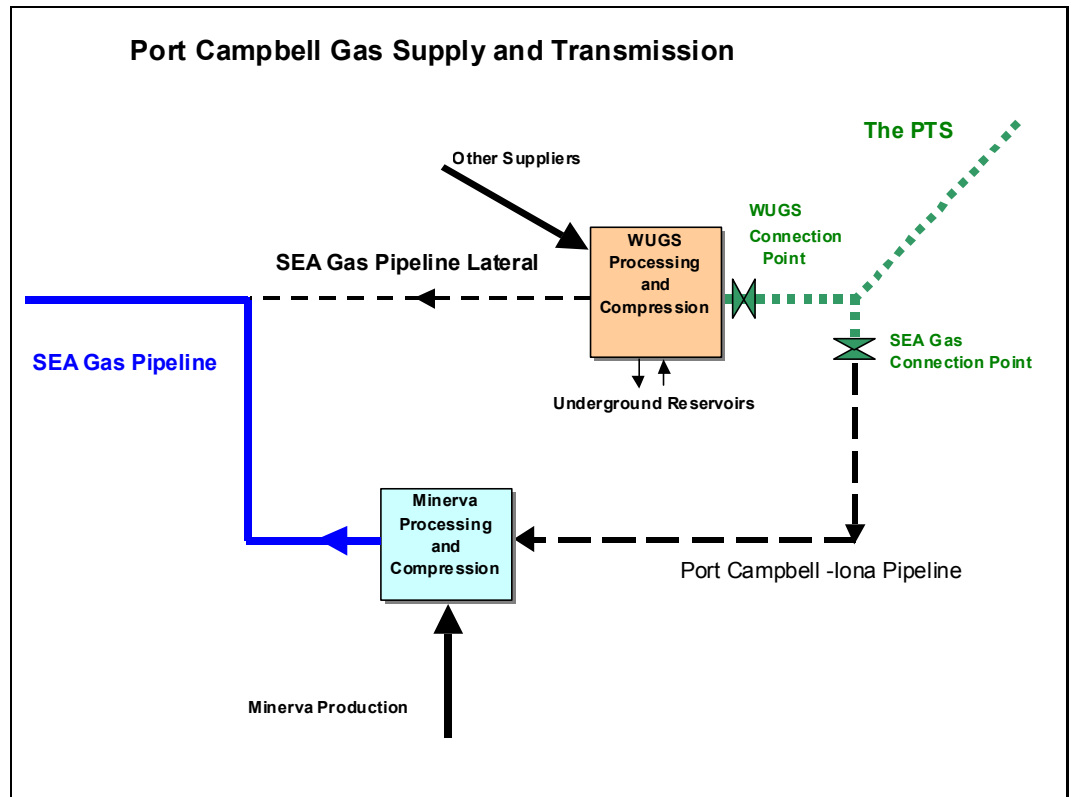 Port Campbell Gas Supply and Transmission
The PTS
Other Suppliers
WUGS
Connection
Point
WUGS
Processing
and
Compression
SEA Gas Pipeline Lateral
SEA Gas Pipeline
SEA Gas
Connection Point
Underground Reservoirs
Minerva
Processing
and
Compression
Port Campbell -Iona Pipeline
Minerva Production